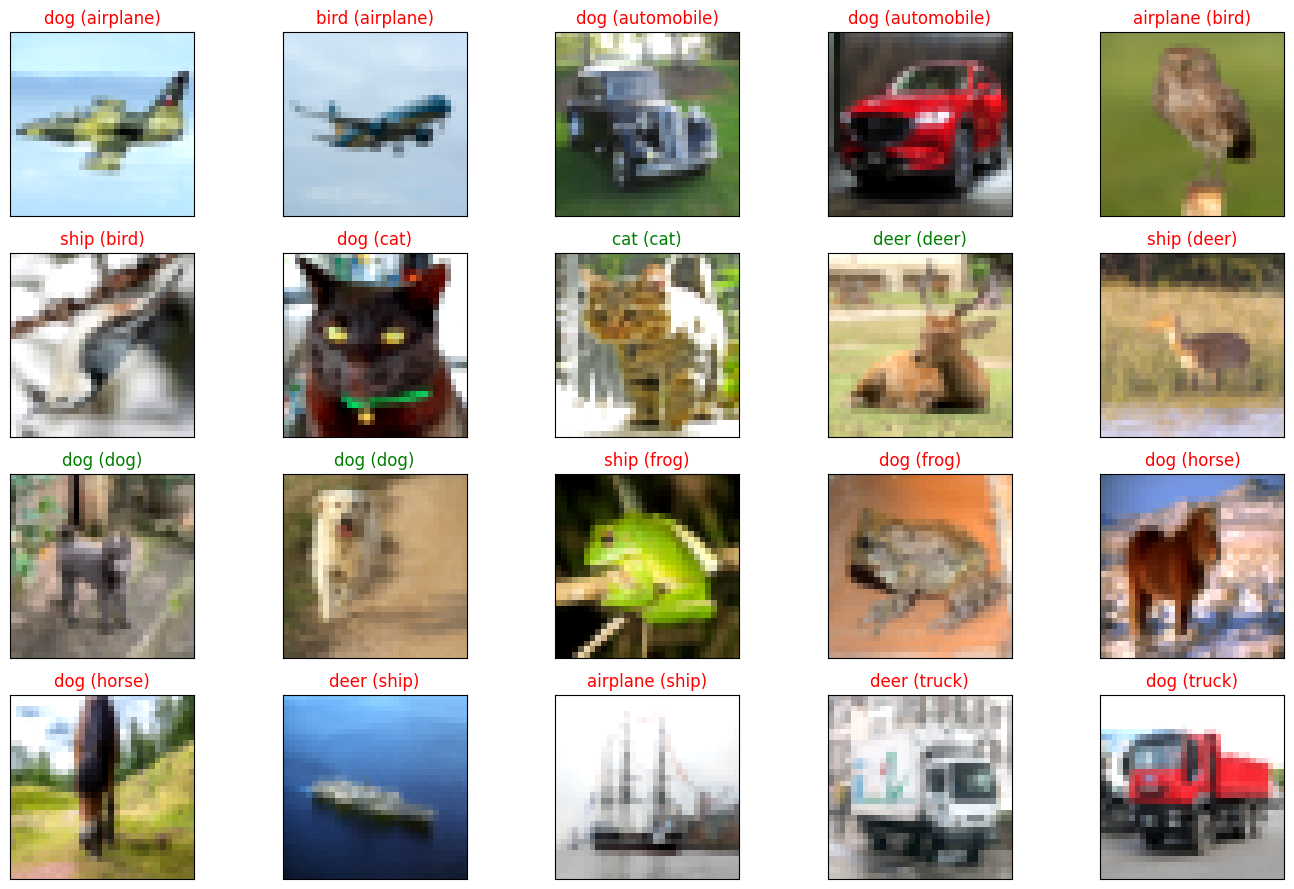 dog (airplane)
bird (airplane)
dog (automobile)
dog (automobile)
airplane (bird)
ship (bird)
dog (cat)
cat (cat)
deer (deer)
ship (deer)
dog (dog)
dog (dog)
ship (frog)
dog (frog)
dog (horse)
dog (horse)
deer (ship)
airplane (ship)
deer (truck)
dog (truck)